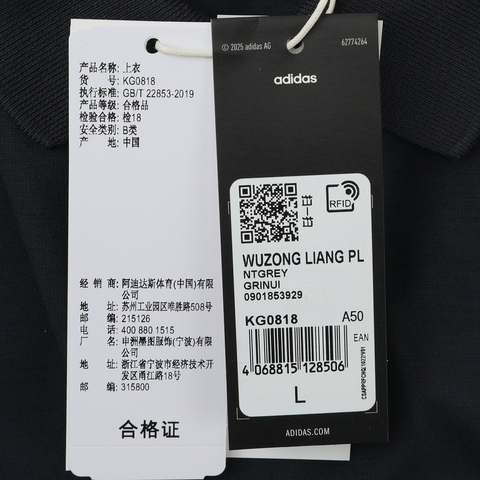 产品名称: 上衣
货 号: KG0818
执行标准: GB/T 22853-2019
产品等级: 合格品
检验合格: 检18
安全类别: B类
产 地: 中国
经 销 商: 阿迪达斯体育(中国)有限
公司
地 址: 苏州工业园区唯胜路508号
邮 编: 215126
电 话: 400 880 1515
厂 商: 申洲墨图服饰(宁波)有限
公司
地 址: 浙江省宁波市经济技术开
发区甬江路18号
邮 编: 315800
合格证
© 2025 adidas AG
62774264
adidas
扫一扫
RFID
WUZONG LIANG PL
NTGREY
GRINUI
0901853929
KG0818 A50
EAN
4 068815 128506
L
ADIDAS.COM